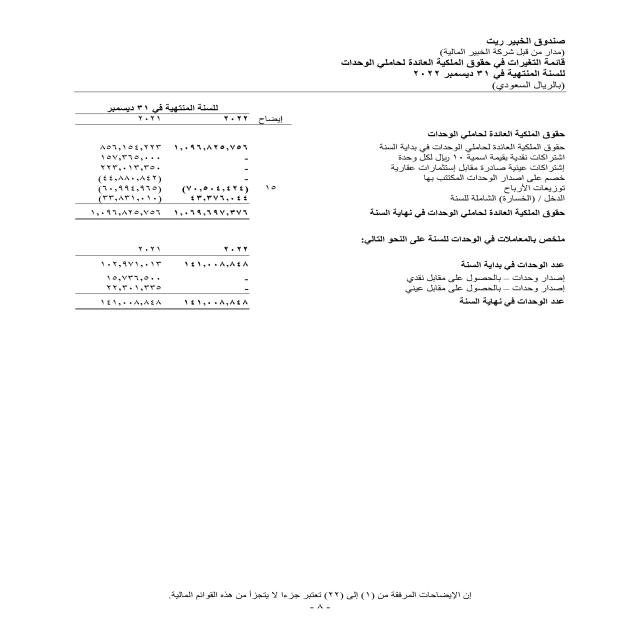 صندوق الخبير ريت
(مدار من قبل شركة الخبير المالية)
قائمة التغيرات في حقوق الملكية العائدة لحاملي الوحدات
للسنة المنتهية في ٣١ ديسمبر ٢٠٢٢
(بالريال السعودي)
للسنة المنتهية في ٣١ ديسمبر
إيضاح ٢٠٢٢ ٢٠٢١
حقوق الملكية العائدة لحاملي الوحدات
حقوق الملكية العائدة لحاملي الوحدات في بداية السنة ١,٠٩٦,٨٢٥,٧٥٦ ٨٥٦,١٥٤,٢٢٣
اشتراكات نقدية بقيمة اسمية ١٠ ريال لكل وحدة - ١٥٧,٣٦٥,٠٠٠
إشتراكات عينية صادرة مقابل إستثمارات عقارية - ٢٢٣,٠١٣,٣٥٠
خصم على اصدار الوحدات المكتتب بها - (٤٤,٨٨٠,٨٤٢)
توزيعات الأرباح ١٥ (٧٠,٥٠٤,٤٢٤) (٦٠,٩٩٤,٩٦٥)
الدخل / (الخسارة) الشاملة للسنة ٤٣,٣٧٦,٠٤٤ (٣٣,٨٣١,٠١٠)
حقوق الملكية العائدة لحاملي الوحدات في نهاية السنة ١,٠٦٩,٦٩٧,٣٧٦ ١,٠٩٦,٨٢٥,٧٥٦
ملخص بالمعاملات في الوحدات للسنة على النحو التالي:
٢٠٢٢ ٢٠٢١
عدد الوحدات في بداية السنة ١٤١,٠٠٨,٨٤٨ ١٠٢,٩٧١,٠١٣
إصدار وحدات – بالحصول على مقابل نقدي - ١٥,٧٣٦,٥٠٠
إصدار وحدات – بالحصول على مقابل عيني - ٢٢,٣٠١,٣٣٥
عدد الوحدات في نهاية السنة ١٤١,٠٠٨,٨٤٨ ١٤١,٠٠٨,٨٤٨
إن الإيضاحات المرفقة من (١) إلى (٢٢) تعتبر جزءا لا يتجزأ من هذه القوائم المالية.
- ٨ -